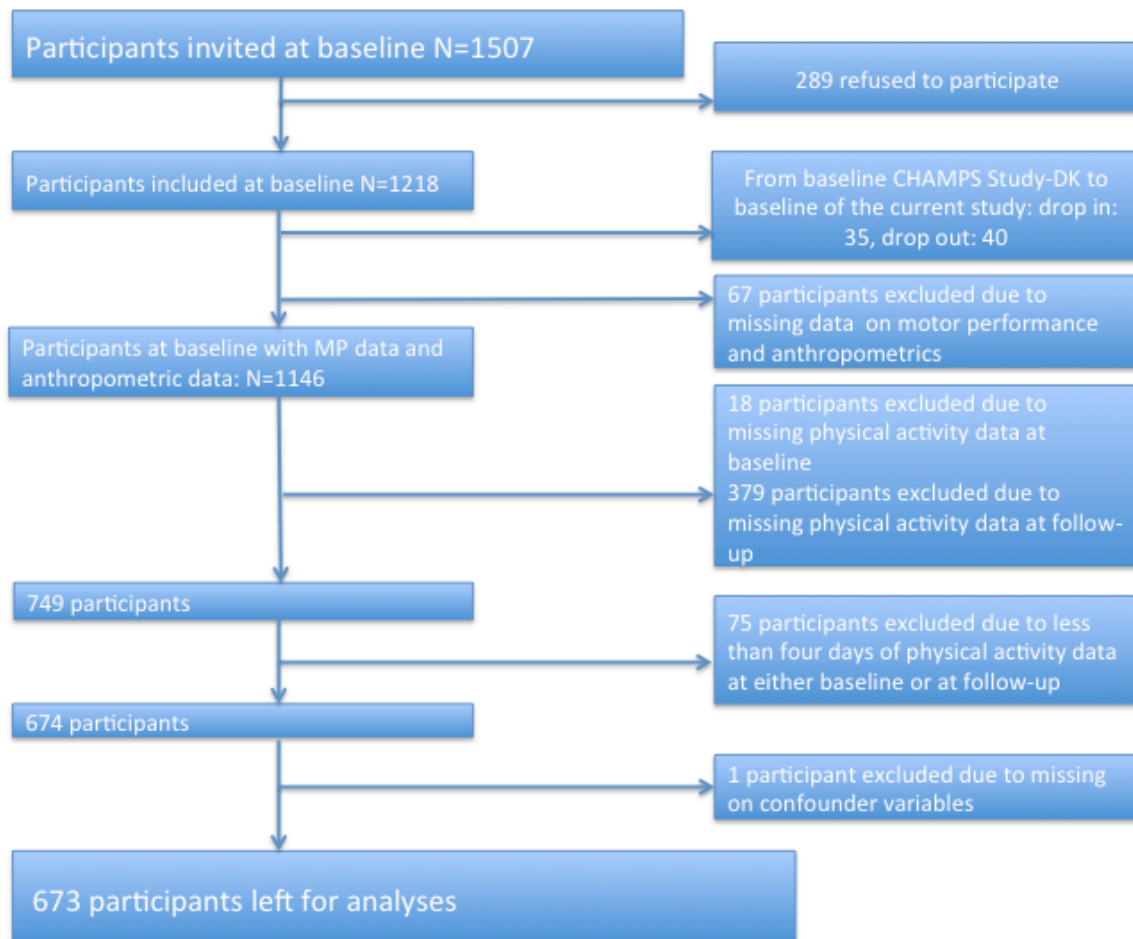 Participants invited at baseline N=1507
289 refused to participate
Participants included at baseline N=1218
From baseline CHAMPS Study-DK to
baseline of the current study: drop in:
35, drop out: 40
67 participants excluded due to
missing data  on motor performance
and anthropometrics
Participants at baseline with MP data and
anthropometric data: N=1146
18 participants excluded due to
missing physical activity data at
baseline
379 participants excluded due to
missing physical activity data at follow-
up
749 participants
75 participants excluded due to less
than four days of physical activity data
at either baseline or at follow-up
674 participants
1 participant excluded due to missing
on confounder variables
673 participants left for analyses